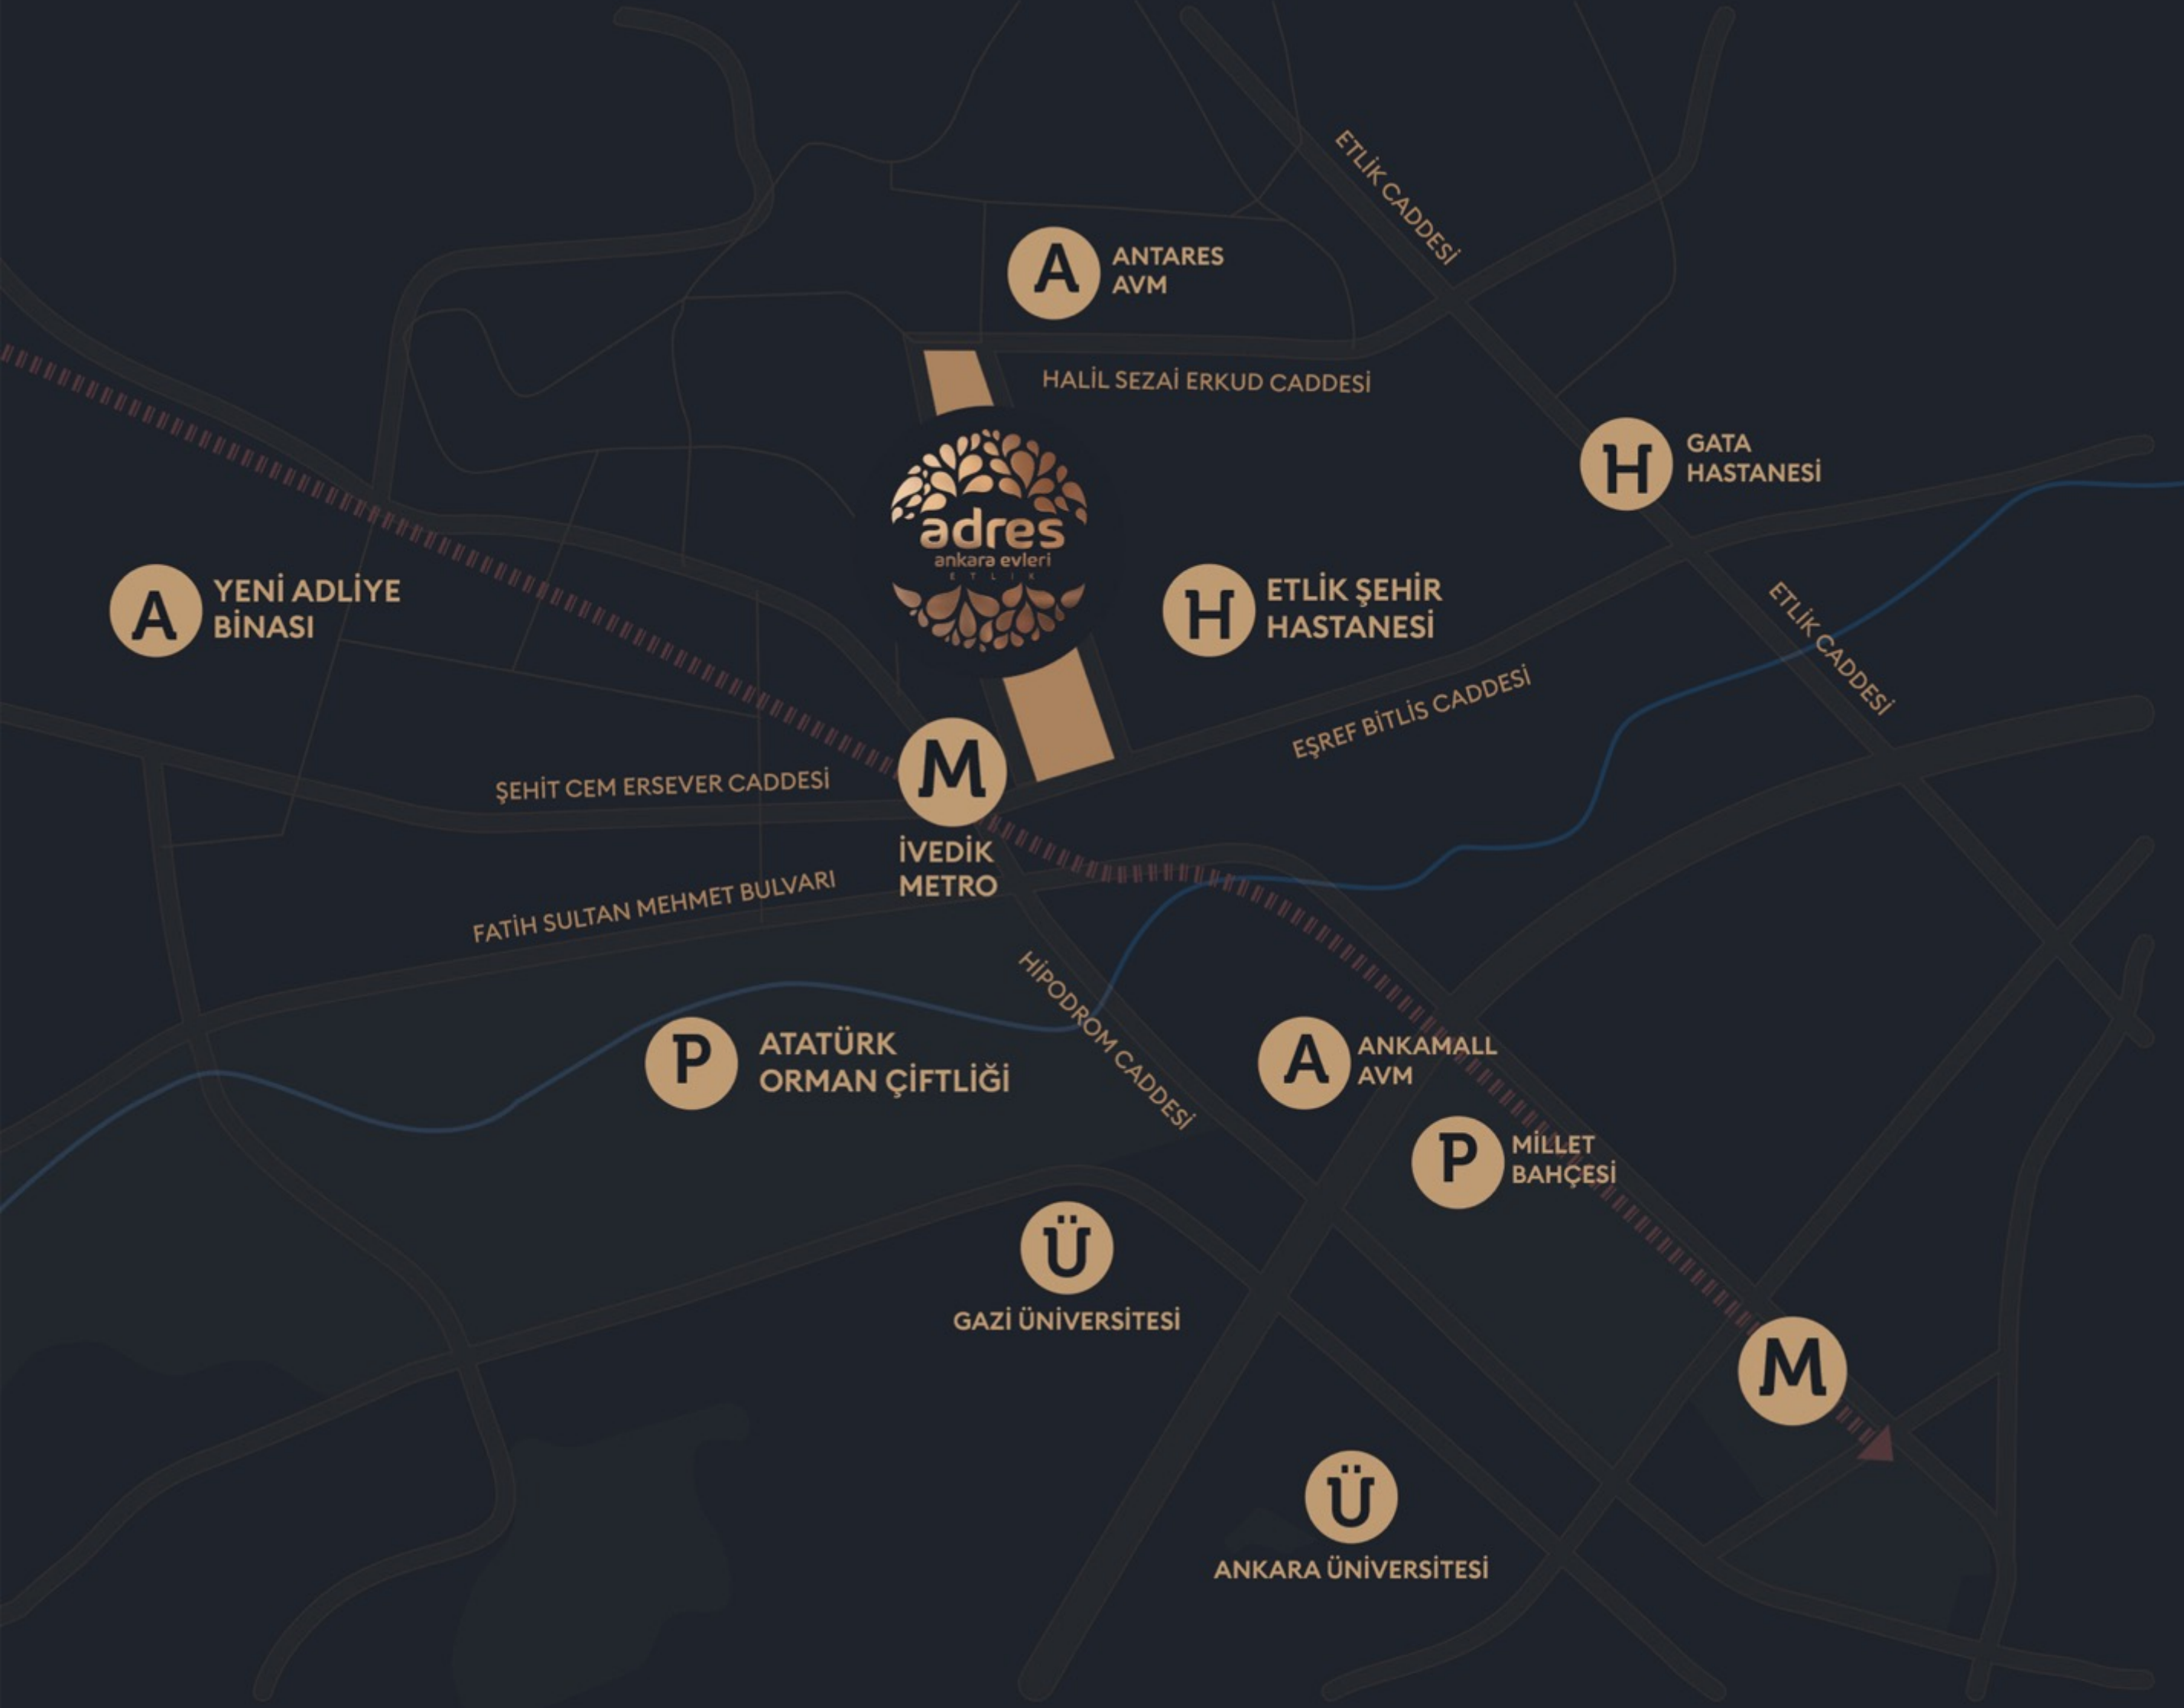 ETLİK CADDESİ
A
ANTARES
AVM
HALİL SEZAİ ERKUD CADDESİ
H
GATA
HASTANESİ
adres
ankara evleri
ETLIK
A
YENİ ADLİYE
BİNASI
H
ETLİK ŞEHİR
HASTANESİ
ETLİK CADDESİ
EŞREF BİTLİS CADDESİ
M
İVEDİK
METRO
ŞEHİT CEM ERSEVER CADDESİ
FATİH SULTAN MEHMET BULVARI
HİPODROM CADDESİ
P
ATATÜRK
ORMAN ÇİFTLİĞİ
A
ANKAMALL
AVM
P
MİLLET
BAHÇESİ
Ü
GAZİ ÜNİVERSİTESİ
M
Ü
ANKARA ÜNİVERSİTESİ